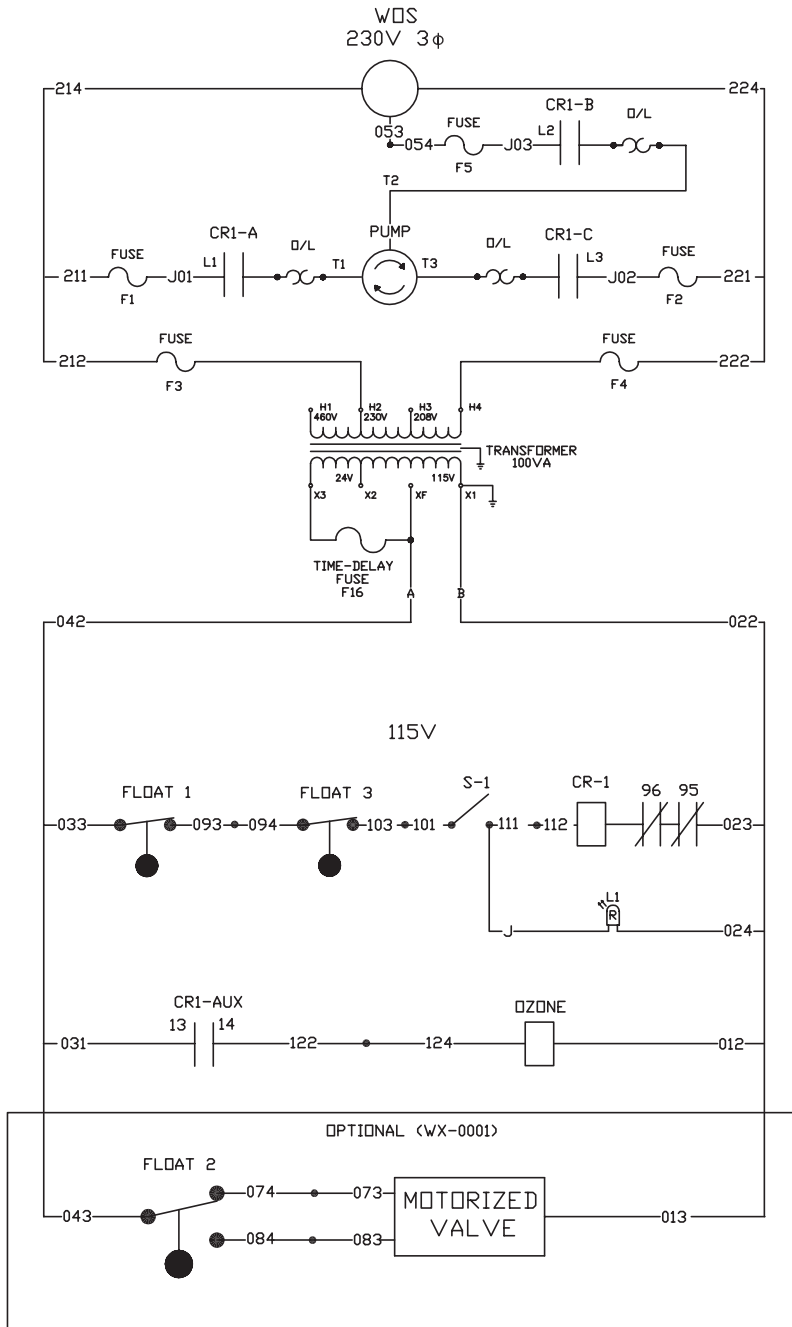 WOS
230V 3ф
214
224
053
054
FUSE
F5
J03
L2
CR1-B
O/L
T2
PUMP
211
FUSE
F1
J01
L1
CR1-A
O/L
T1
T3
O/L
CR1-C
L3
J02
FUSE
F2
221
212
FUSE
F3
FUSE
F4
222
H1
460V
H2
230V
H3
208V
H4
TRANSFORMER
100VA
24V
115V
X3
X2
XF
X1
TIME-DELAY
FUSE
F16
A
B
042
022
115V
FLOAT 1
FLOAT 3
S-1
CR-1
96
95
033
093
094
103
101
111
112
023
L1
R
J
024
CR1-AUX
13
14
OZONE
031
122
124
012
OPTIONAL (WX-0001)
FLOAT 2
074
073
043
MOTORIZED
VALVE
013
084
083